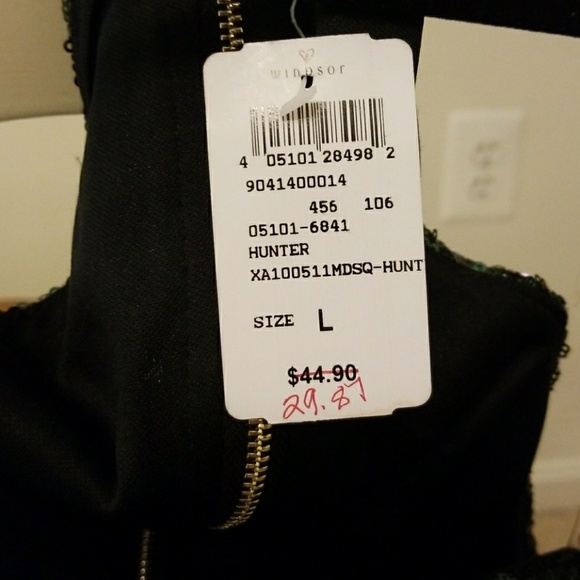 windsor
4 05101 28498 2
9041400014
456 106
05101-6841
HUNTER
XA100511MDSQ-HUNT
SIZE L
$44.90
29.87